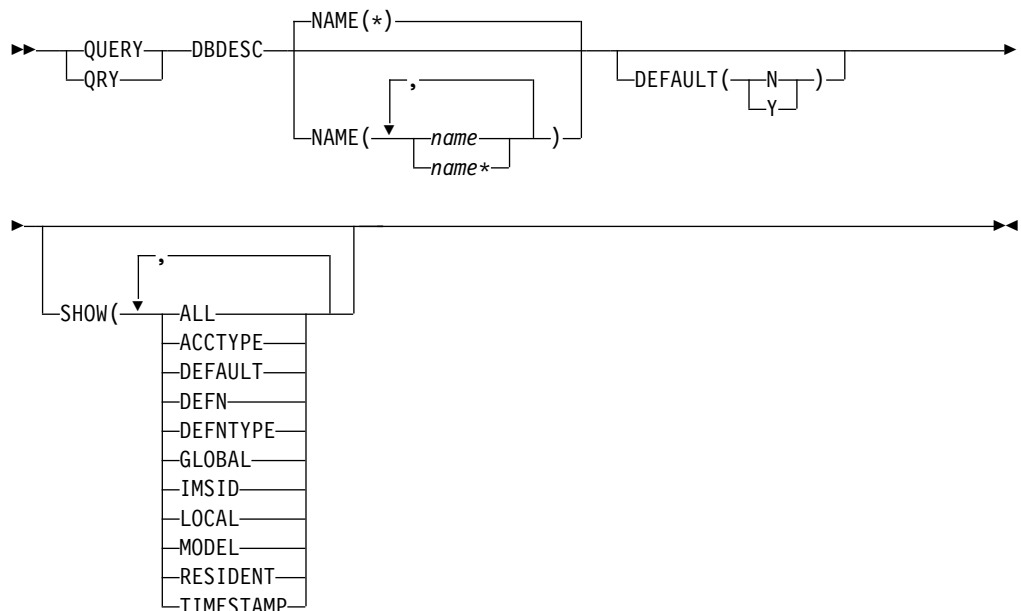 NAME(*)
QUERY DBDESC
QRY
,
NAME( name )
name*
DEFAULT( N )
Y
,
SHOW( ALL
ACCTYPE
DEFAULT
DEFN
DEFNTYPE
GLOBAL
IMSID
LOCAL
MODEL
RESIDENT
TIMESTAMP